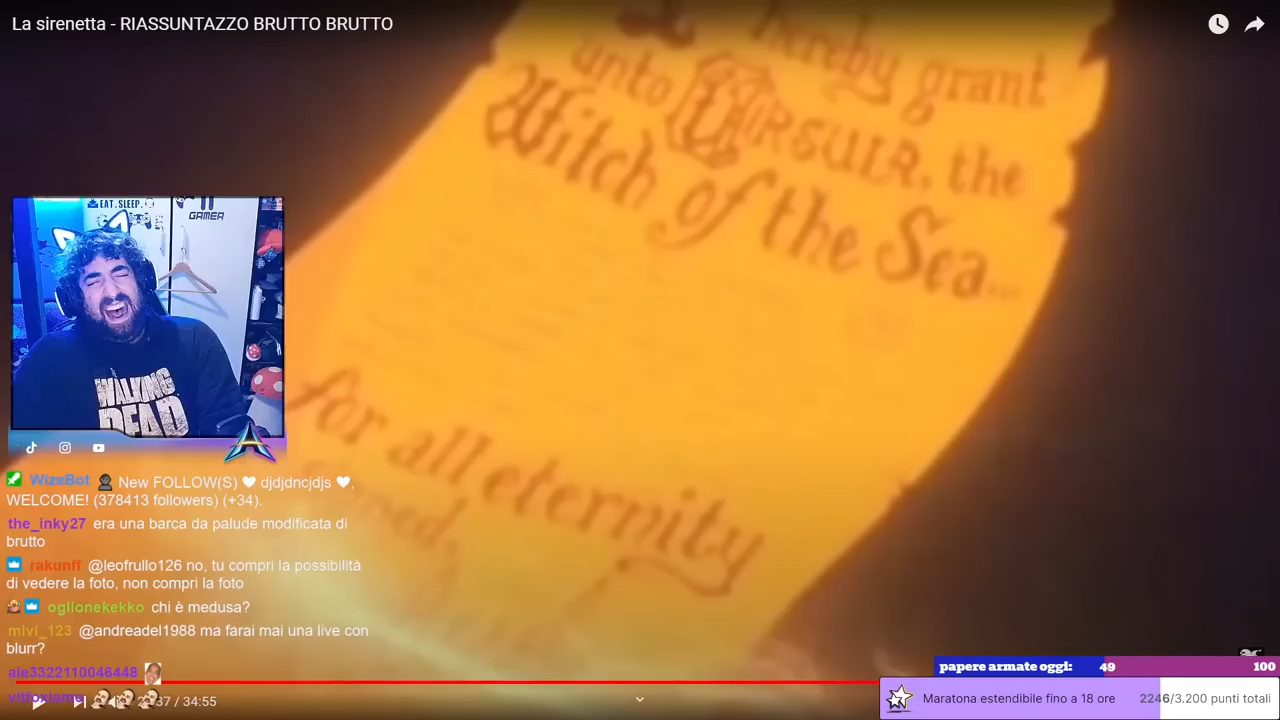 La sirenetta - RIASSUNTAZZO BRUTTO BRUTTO
hereby grant
unto Ursula, the
Witch of the Sea...
for all eternity
EAT.SLEEP.
GAMER
WALKING
DEAD
WizeBot New FOLLOW(S) djdjdncjdjs ,
WELCOME! (378413 followers) (+34).
the_inky27 era una barca da palude modificata di
brutto
rakunff @leofrullo126 no, tu compri la possibilità
di vedere la foto, non compri la foto
oglionekekko chi è medusa?
mivi_123 @andreadel1988 ma farai mai una live con
blurr?
ale3322110046448
/ 34:55
papere armate oggi: 49 100
Maratona estendibile fino a 18 ore 2246/3.200 punti totali